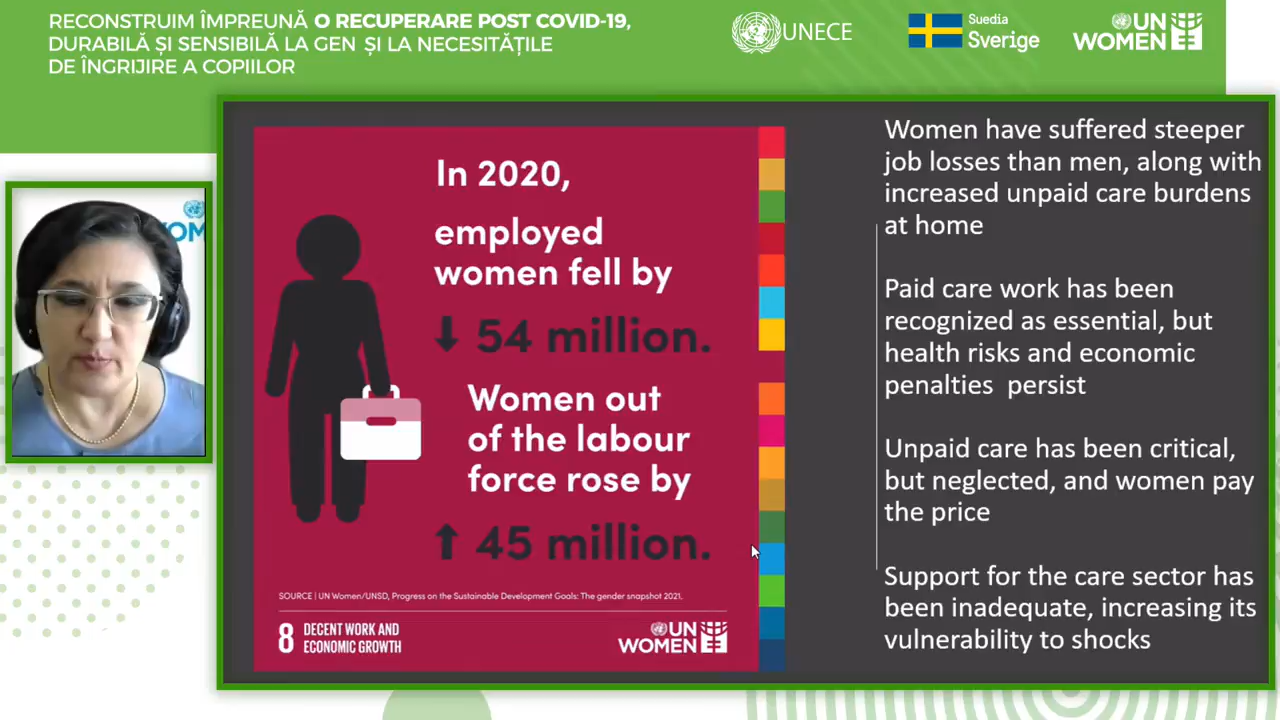 RECONSTRUIM ÎMPREUNĂ O RECUPERARE POST COVID-19,
DURABILĂ ȘI SENSIBILĂ LA GEN ȘI LA NECESITĂȚILE
DE ÎNGRIJIRE A COPIILOR
UNECE
Suedia
Sverige
UN
WOMEN
In 2020,
employed
women fell by
54 million.
Women out
of the labour
force rose by
45 million.
SOURCE | UN Women/UNSD, Progress on the Sustainable Development Goals: The gender snapshot 2021.
8 DECENT WORK AND
ECONOMIC GROWTH
UN
WOMEN
Women have suffered steeper
job losses than men, along with
increased unpaid care burdens
at home
Paid care work has been
recognized as essential, but
health risks and economic
penalties persist
Unpaid care has been critical,
but neglected, and women pay
the price
Support for the care sector has
been inadequate, increasing its
vulnerability to shocks